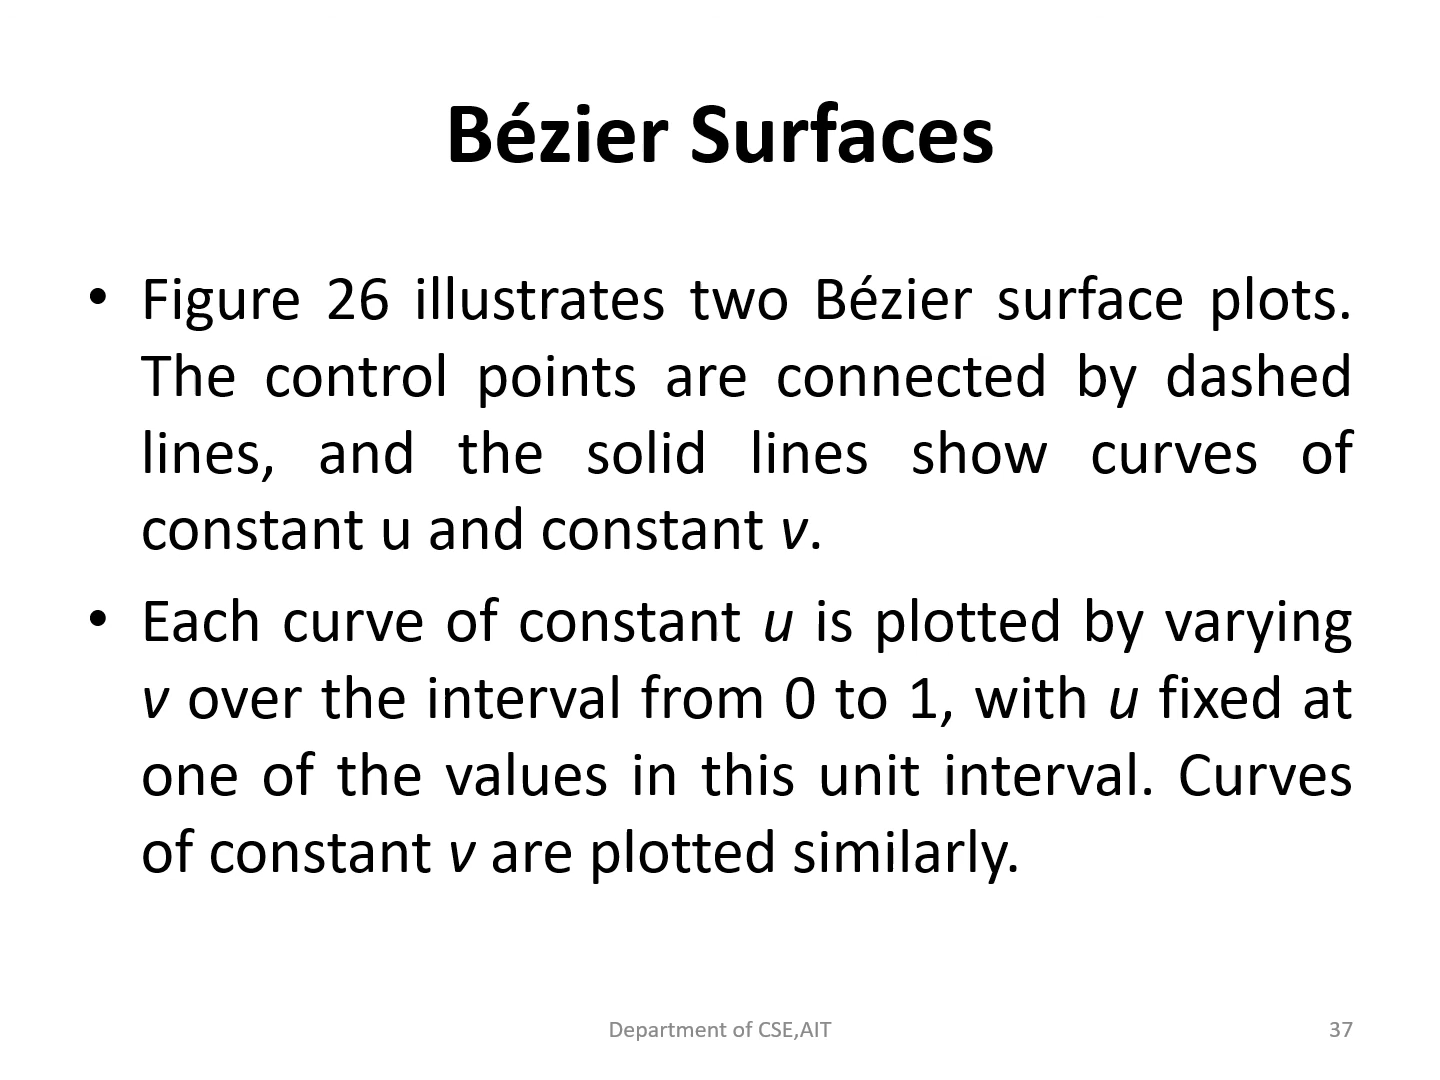 Bézier Surfaces
• Figure 26 illustrates two Bézier surface plots.
The control points are connected by dashed
lines, and the solid lines show curves of
constant u and constant v.
• Each curve of constant u is plotted by varying
v over the interval from 0 to 1, with u fixed at
one of the values in this unit interval. Curves
of constant v are plotted similarly.
Department of CSE,AIT
37